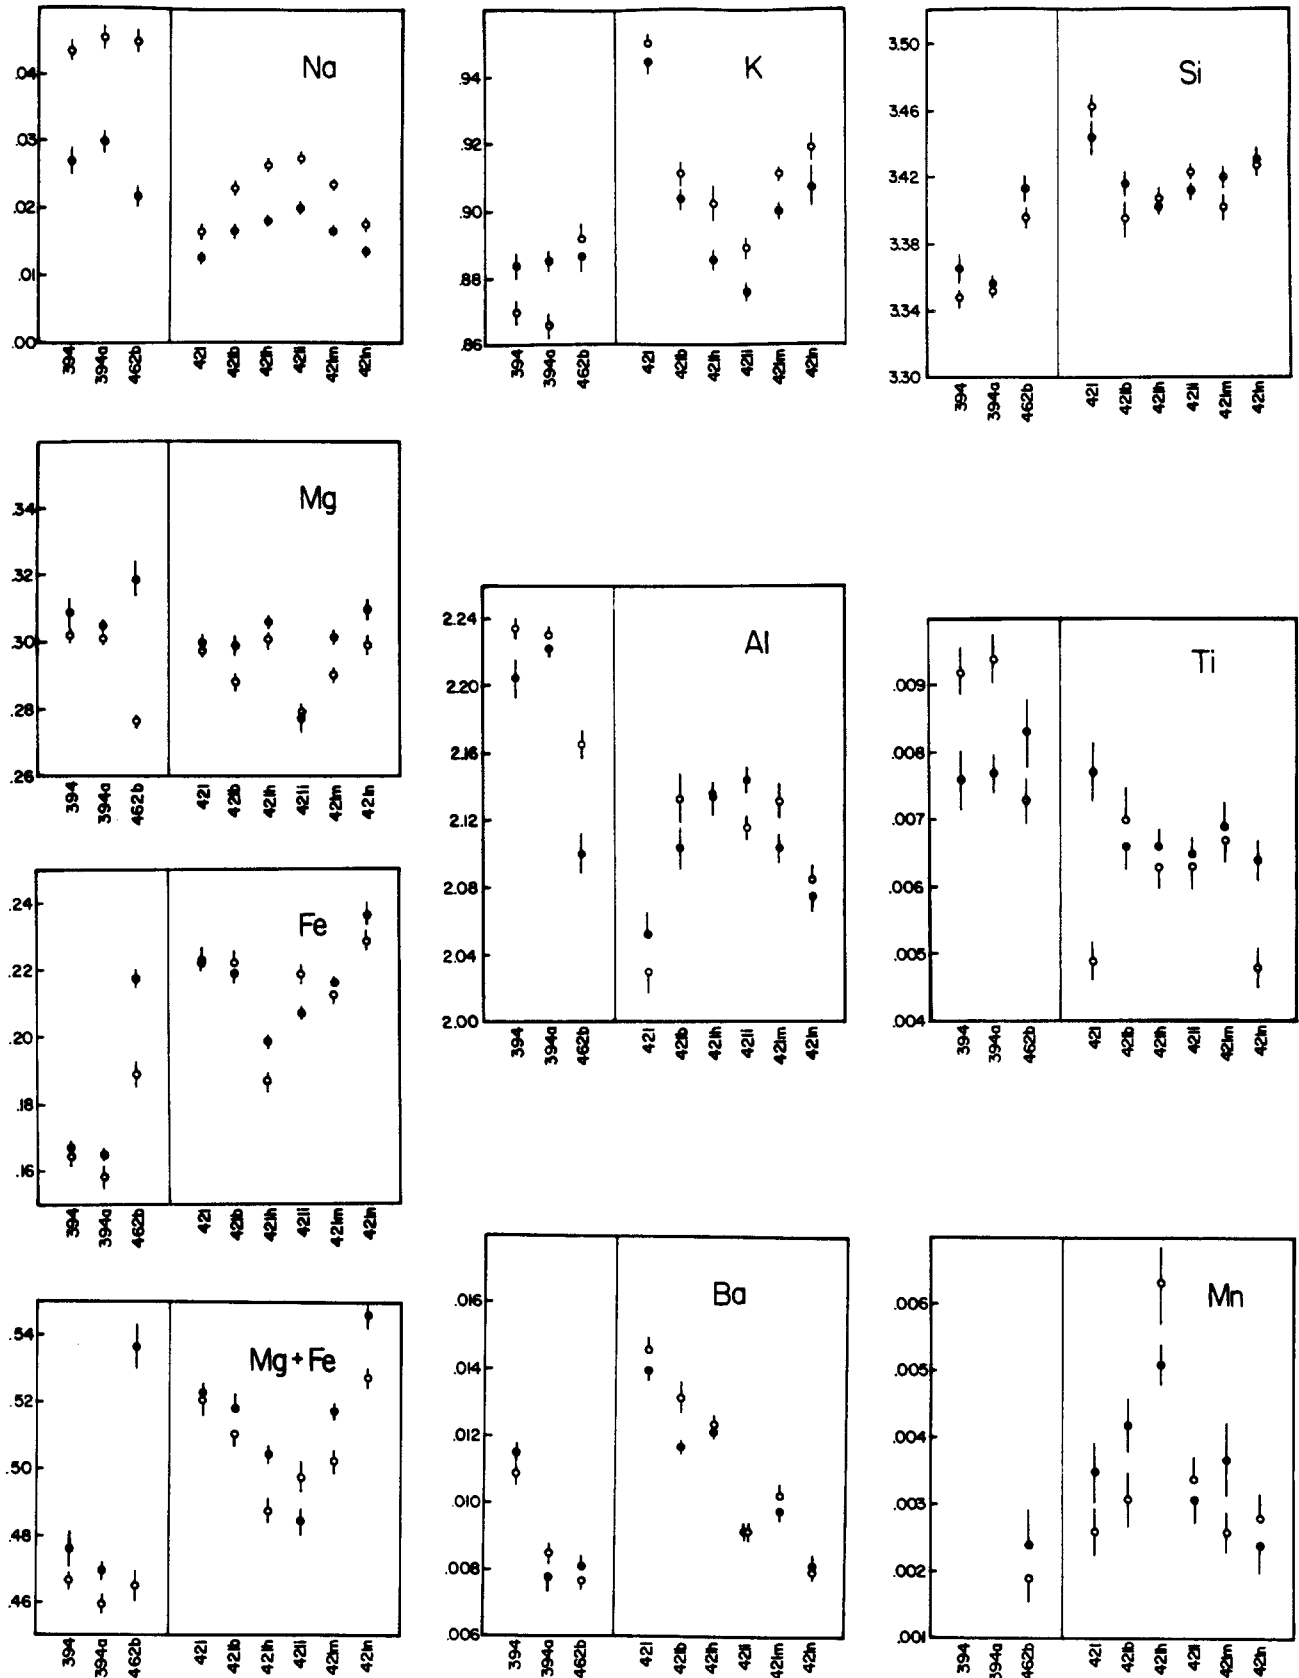 Na
.04
.03
.02
.01
.00
394
394a
462b
421
421b
421h
421i
421m
421n
K
.94
.92
.90
.88
.86
394
394a
462b
421
421b
421h
421i
421m
421n
Si
3.50
3.46
3.42
3.38
3.34
3.30
394
394a
462b
421
421b
421h
421i
421m
421n
Mg
.34
.32
.30
.28
.26
394
394a
462b
421
421b
421h
421i
421m
421n
Al
2.24
2.20
2.16
2.12
2.08
2.04
2.00
394
394a
462b
421
421b
421h
421i
421m
421n
Ti
.009
.008
.007
.006
.005
.004
394
394a
462b
421
421b
421h
421i
421m
421n
Fe
.24
.22
.20
.18
.16
394
394a
462b
421
421b
421h
421i
421m
421n
Mg+Fe
.54
.52
.50
.48
.46
394
394a
462b
421
421b
421h
421i
421m
421n
Ba
.016
.014
.012
.010
.008
.006
394
394a
462b
421
421b
421h
421i
421m
421n
Mn
.006
.005
.004
.003
.002
.001
394
394a
462b
421
421b
421h
421i
421m
421n